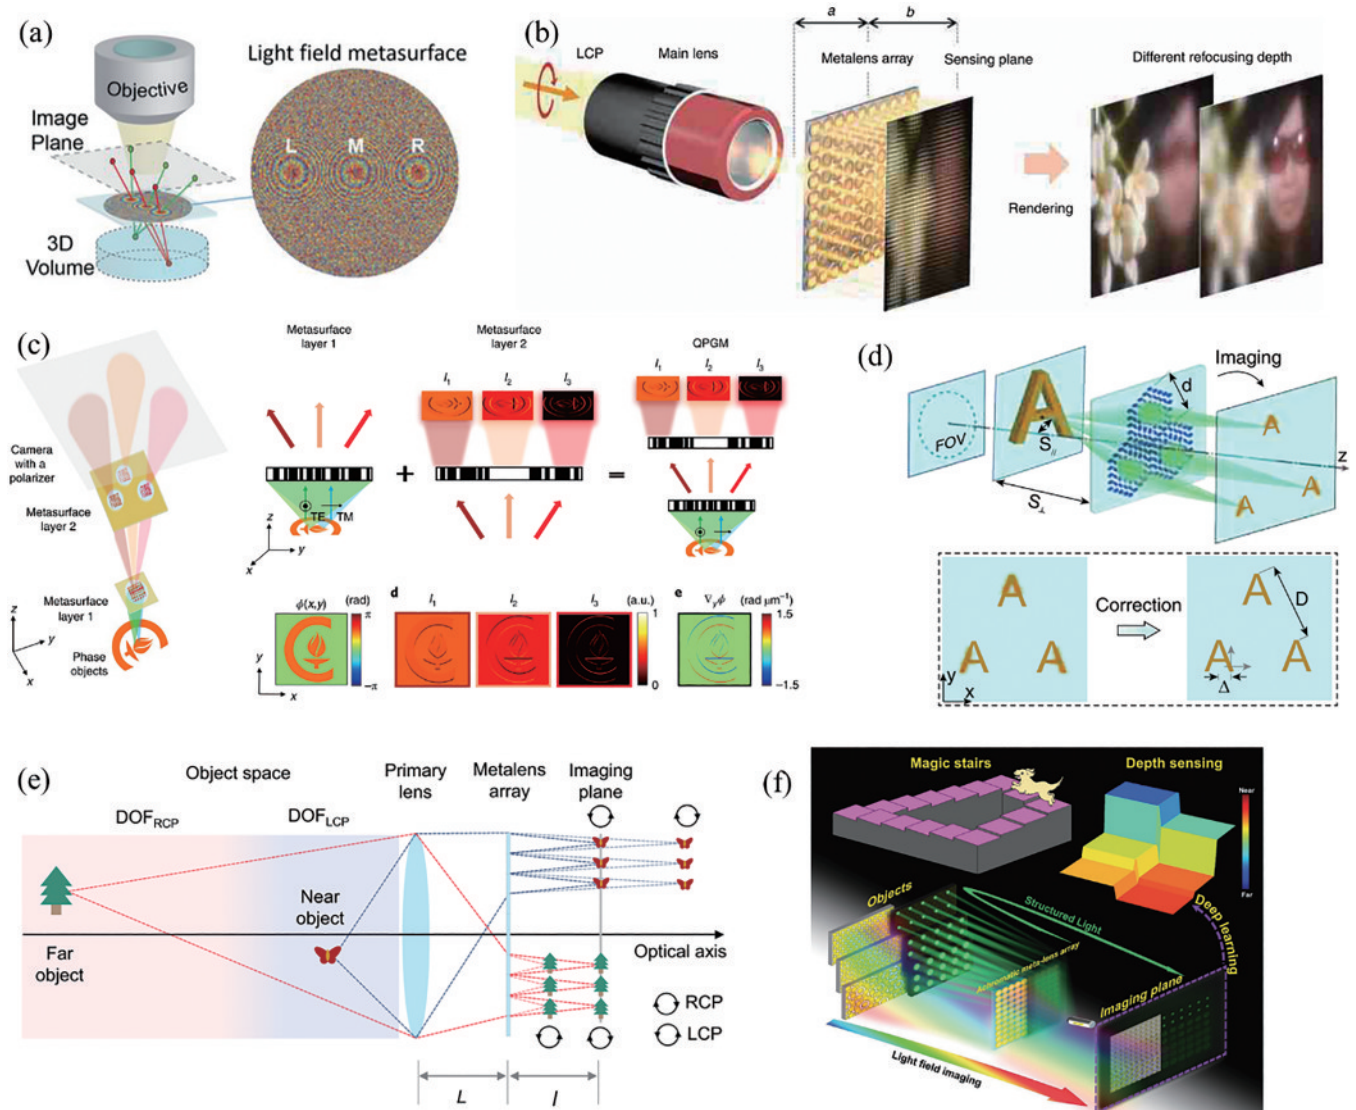 (a)
Objective
Image
Plane
3D
Volume
Light field metasurface
L M R
(b)
LCP
Main lens
a
b
Metalens array
Sensing plane
Rendering
Different refocusing depth
(c)
Camera
with a
polarizer
Metasurface
layer 2
Metasurface
layer 1
Phase
objects
z
y
x
Metasurface
layer 1
Metasurface
layer 2
QPGM
I₁ I₂ I₃
I₁ I₂ I₃
+
=
TE TM
z
y
x
ϕ(x,y) (rad)
π
−π
y
x
d
I₁ I₂ I₃ (a.u.)
1
0
e
∇yϕ (rad μm⁻¹)
1.5
−1.5
(d)
FOV
A
S//
S⊥
d
Imaging
A
A
A
z
A
A
A
y
x
Correction
A
A
A
D
Δ
(e)
Object space
Primary
lens
Metalens
array
Imaging
plane
DOFRCP
DOFLCP
Near
object
Far
object
Optical axis
RCP
LCP
L
l
(f)
Magic stairs
Depth sensing
Near
Far
Objects
Structured Light
Achromatic meta-lens array
Deep learning
Imaging plane
Light field imaging